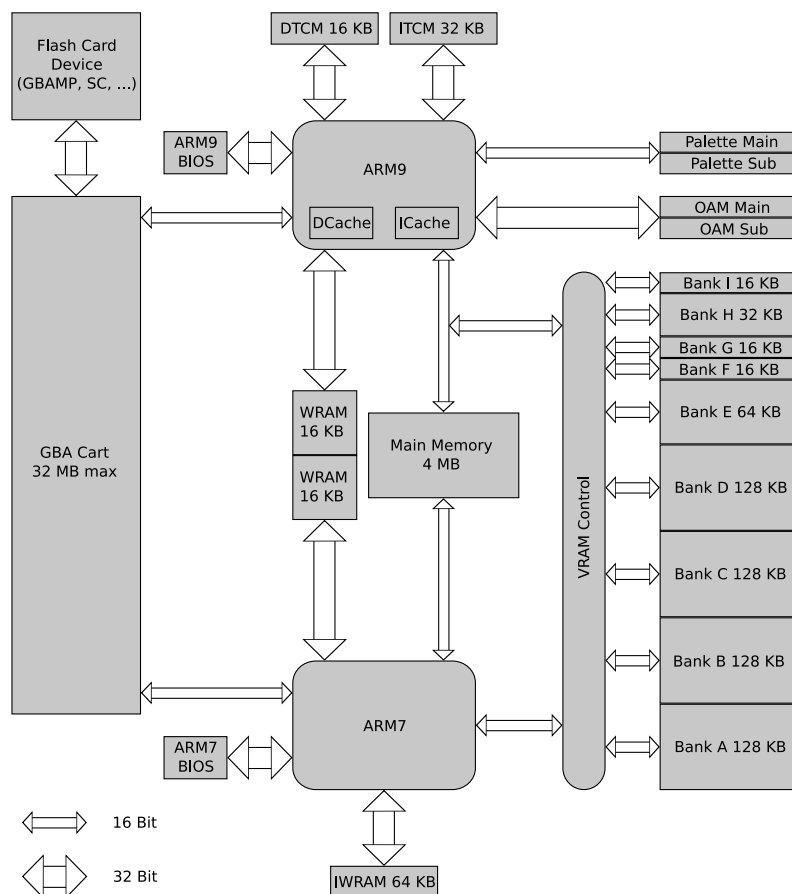 DTCM 16 KB
ITCM 32 KB
Flash Card
Device
(GBAMP, SC, ...)
ARM9
BIOS
ARM9
DCache
ICache
Palette Main
Palette Sub
OAM Main
OAM Sub
Bank I 16 KB
Bank H 32 KB
Bank G 16 KB
Bank F 16 KB
Bank E 64 KB
Bank D 128 KB
Bank C 128 KB
Bank B 128 KB
Bank A 128 KB
VRAM Control
GBA Cart
32 MB max
WRAM
16 KB
WRAM
16 KB
Main Memory
4 MB
ARM7
ARM7
BIOS
IWRAM 64 KB
16 Bit
32 Bit